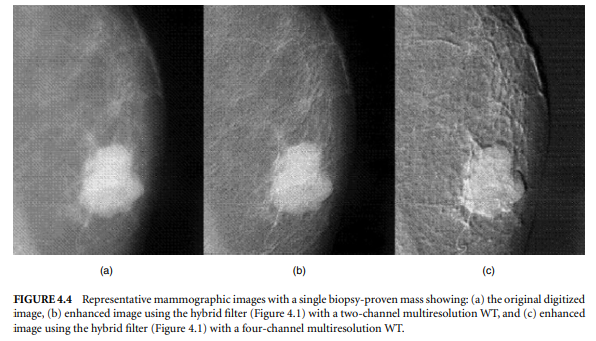 (a)
(b)
(c)
FIGURE 4.4 Representative mammographic images with a single biopsy-proven mass showing: (a) the original digitized
image, (b) enhanced image using the hybrid filter (Figure 4.1) with a two-channel multiresolution WT, and (c) enhanced
image using the hybrid filter (Figure 4.1) with a four-channel multiresolution WT.